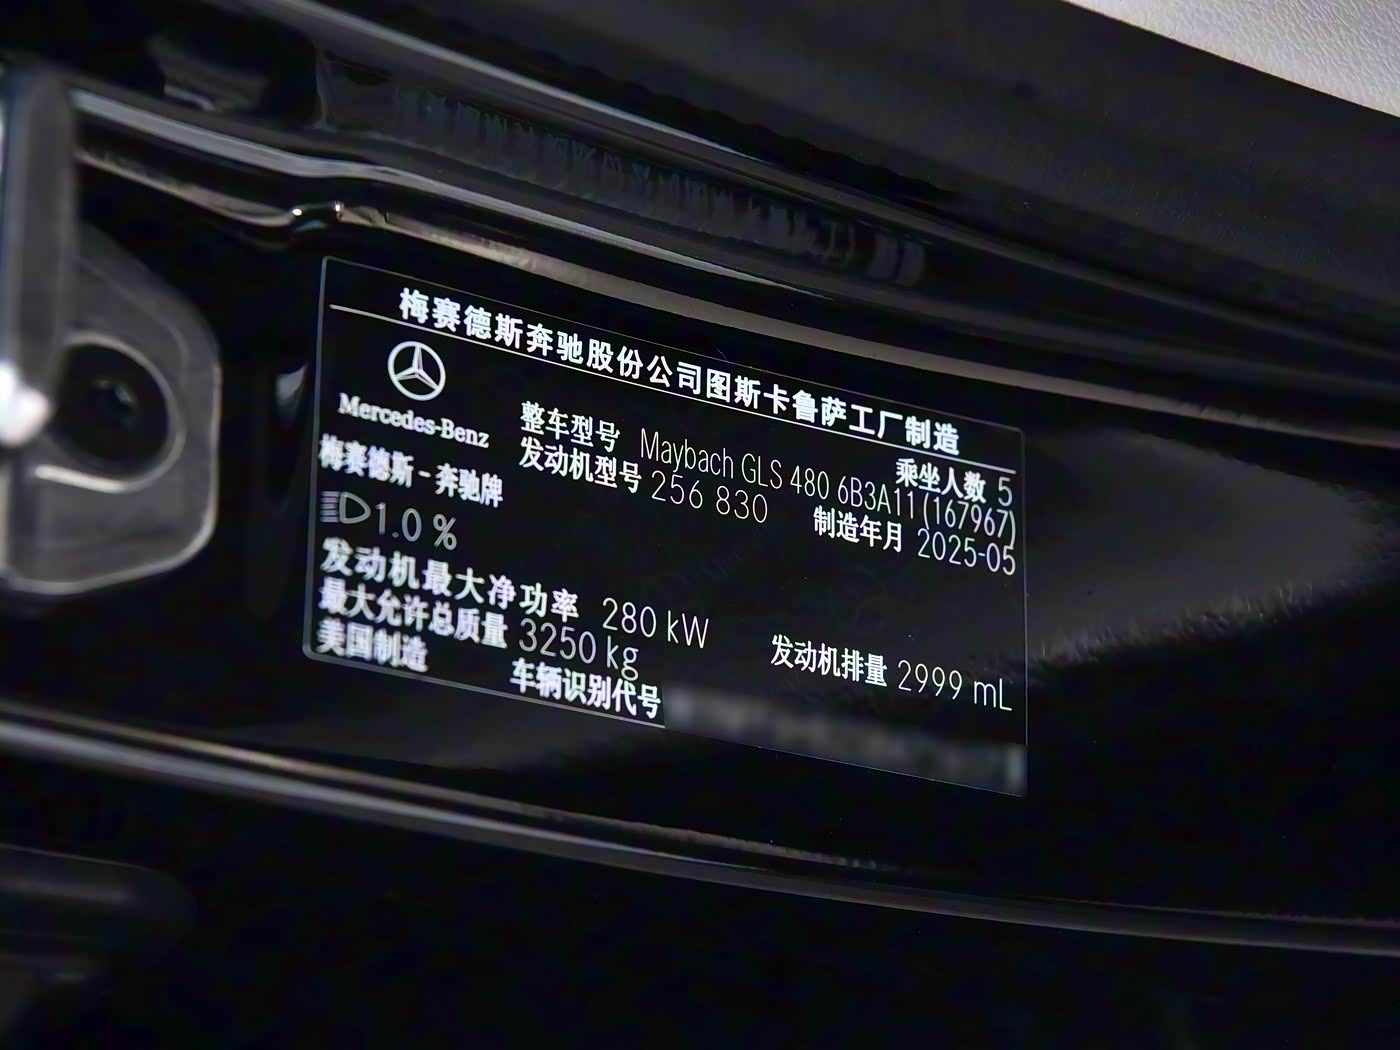 梅赛德斯奔驰股份公司图斯卡鲁萨工厂制造
Mercedes-Benz
梅赛德斯-奔驰牌
整车型号 Maybach GLS 480 6B3A11 (167967)
乘坐人数 5
发动机型号 256 830
制造年月 2025-05
1.0 %
发动机最大净功率 280 kW
发动机排量 2999 mL
最大允许总质量 3250 kg
美国制造
车辆识别代号